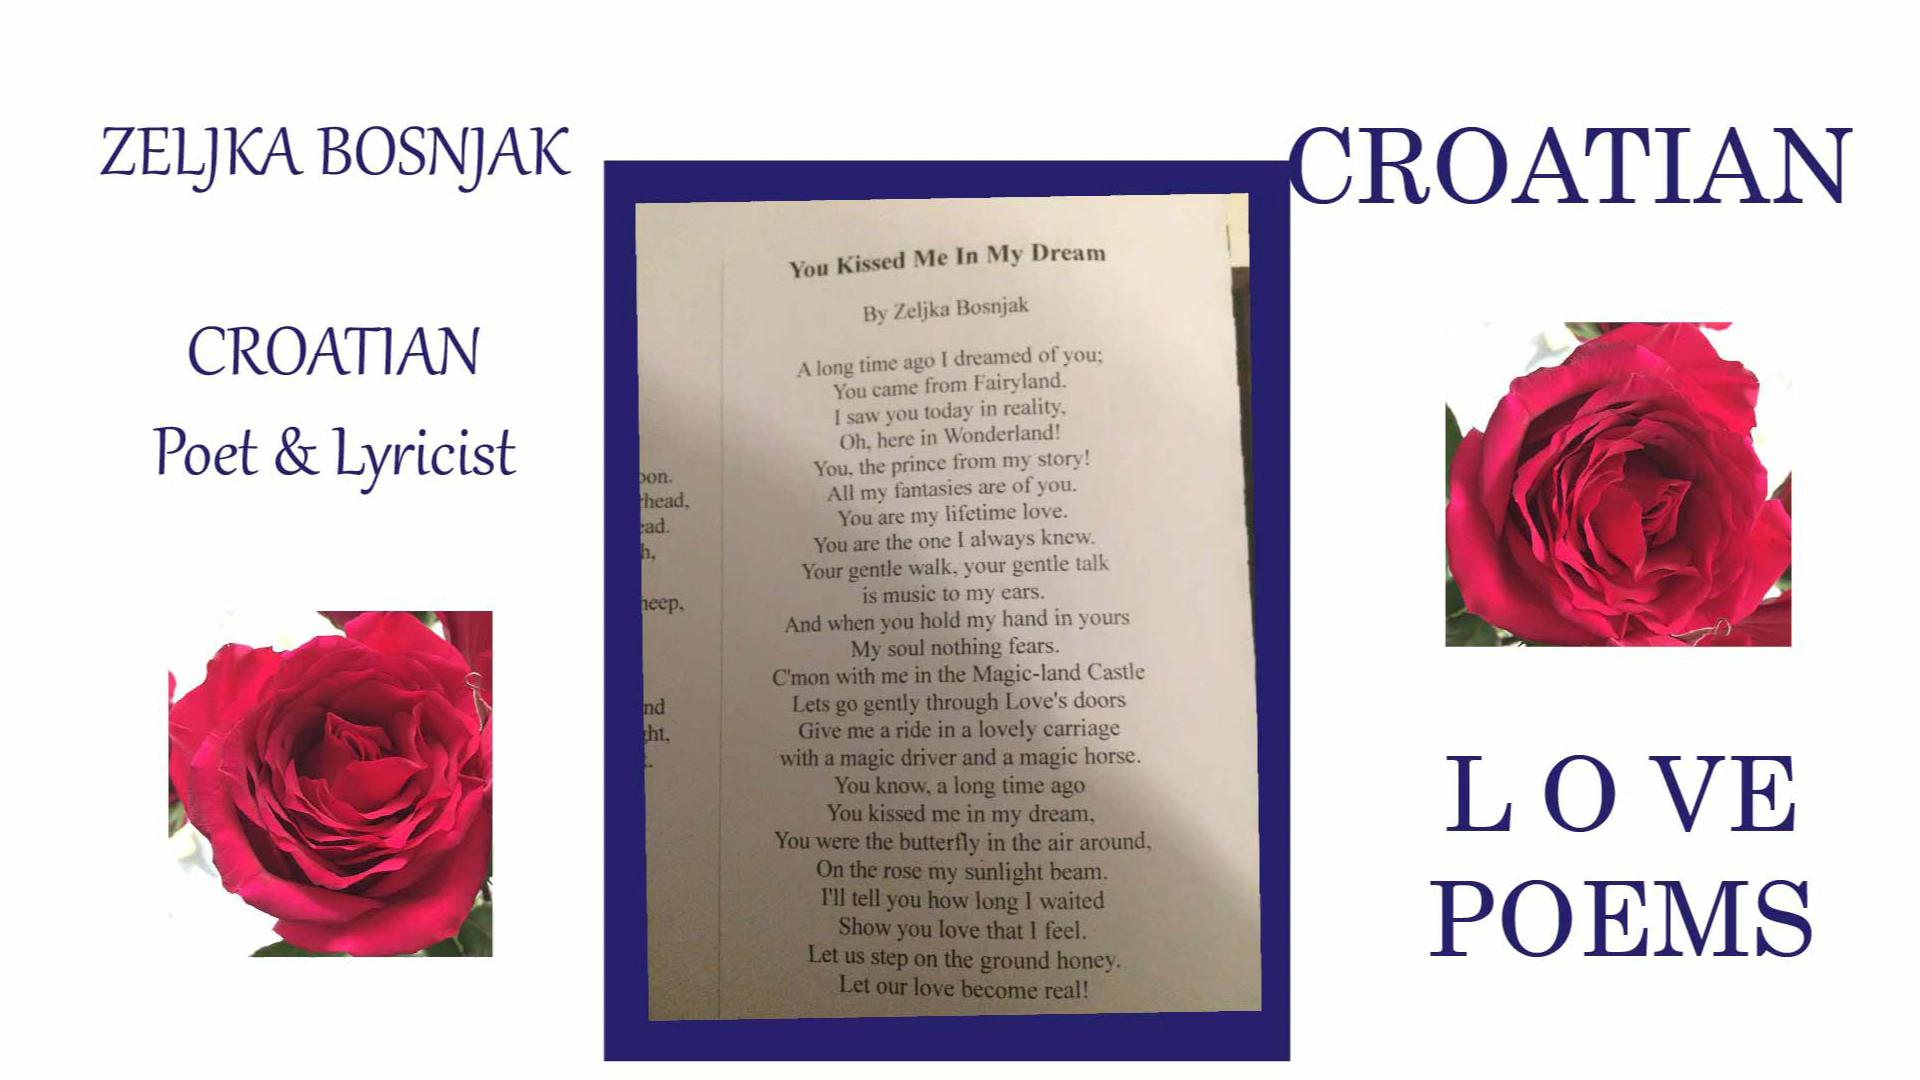 ZELJKA BOSNJAK
CROATIAN
Poet & Lyricist
You Kissed Me In My Dream
By Zeljka Bosnjak
A long time ago I dreamed of you;
You came from Fairyland.
I saw you today in reality,
Oh, here in Wonderland!
You, the prince from my story!
All my fantasies are of you.
You are my lifetime love.
You are the one I always knew.
Your gentle walk, your gentle talk
is music to my ears.
And when you hold my hand in yours
My soul nothing fears.
C'mon with me in the Magic-land Castle
Lets go gently through Love's doors
Give me a ride in a lovely carriage
with a magic driver and a magic horse.
You know, a long time ago
You kissed me in my dream,
You were the butterfly in the air around,
On the rose my sunlight beam.
I'll tell you how long I waited
Show you love that I feel.
Let us step on the ground honey.
Let our love become real!
CROATIAN
L O VE
POEMS